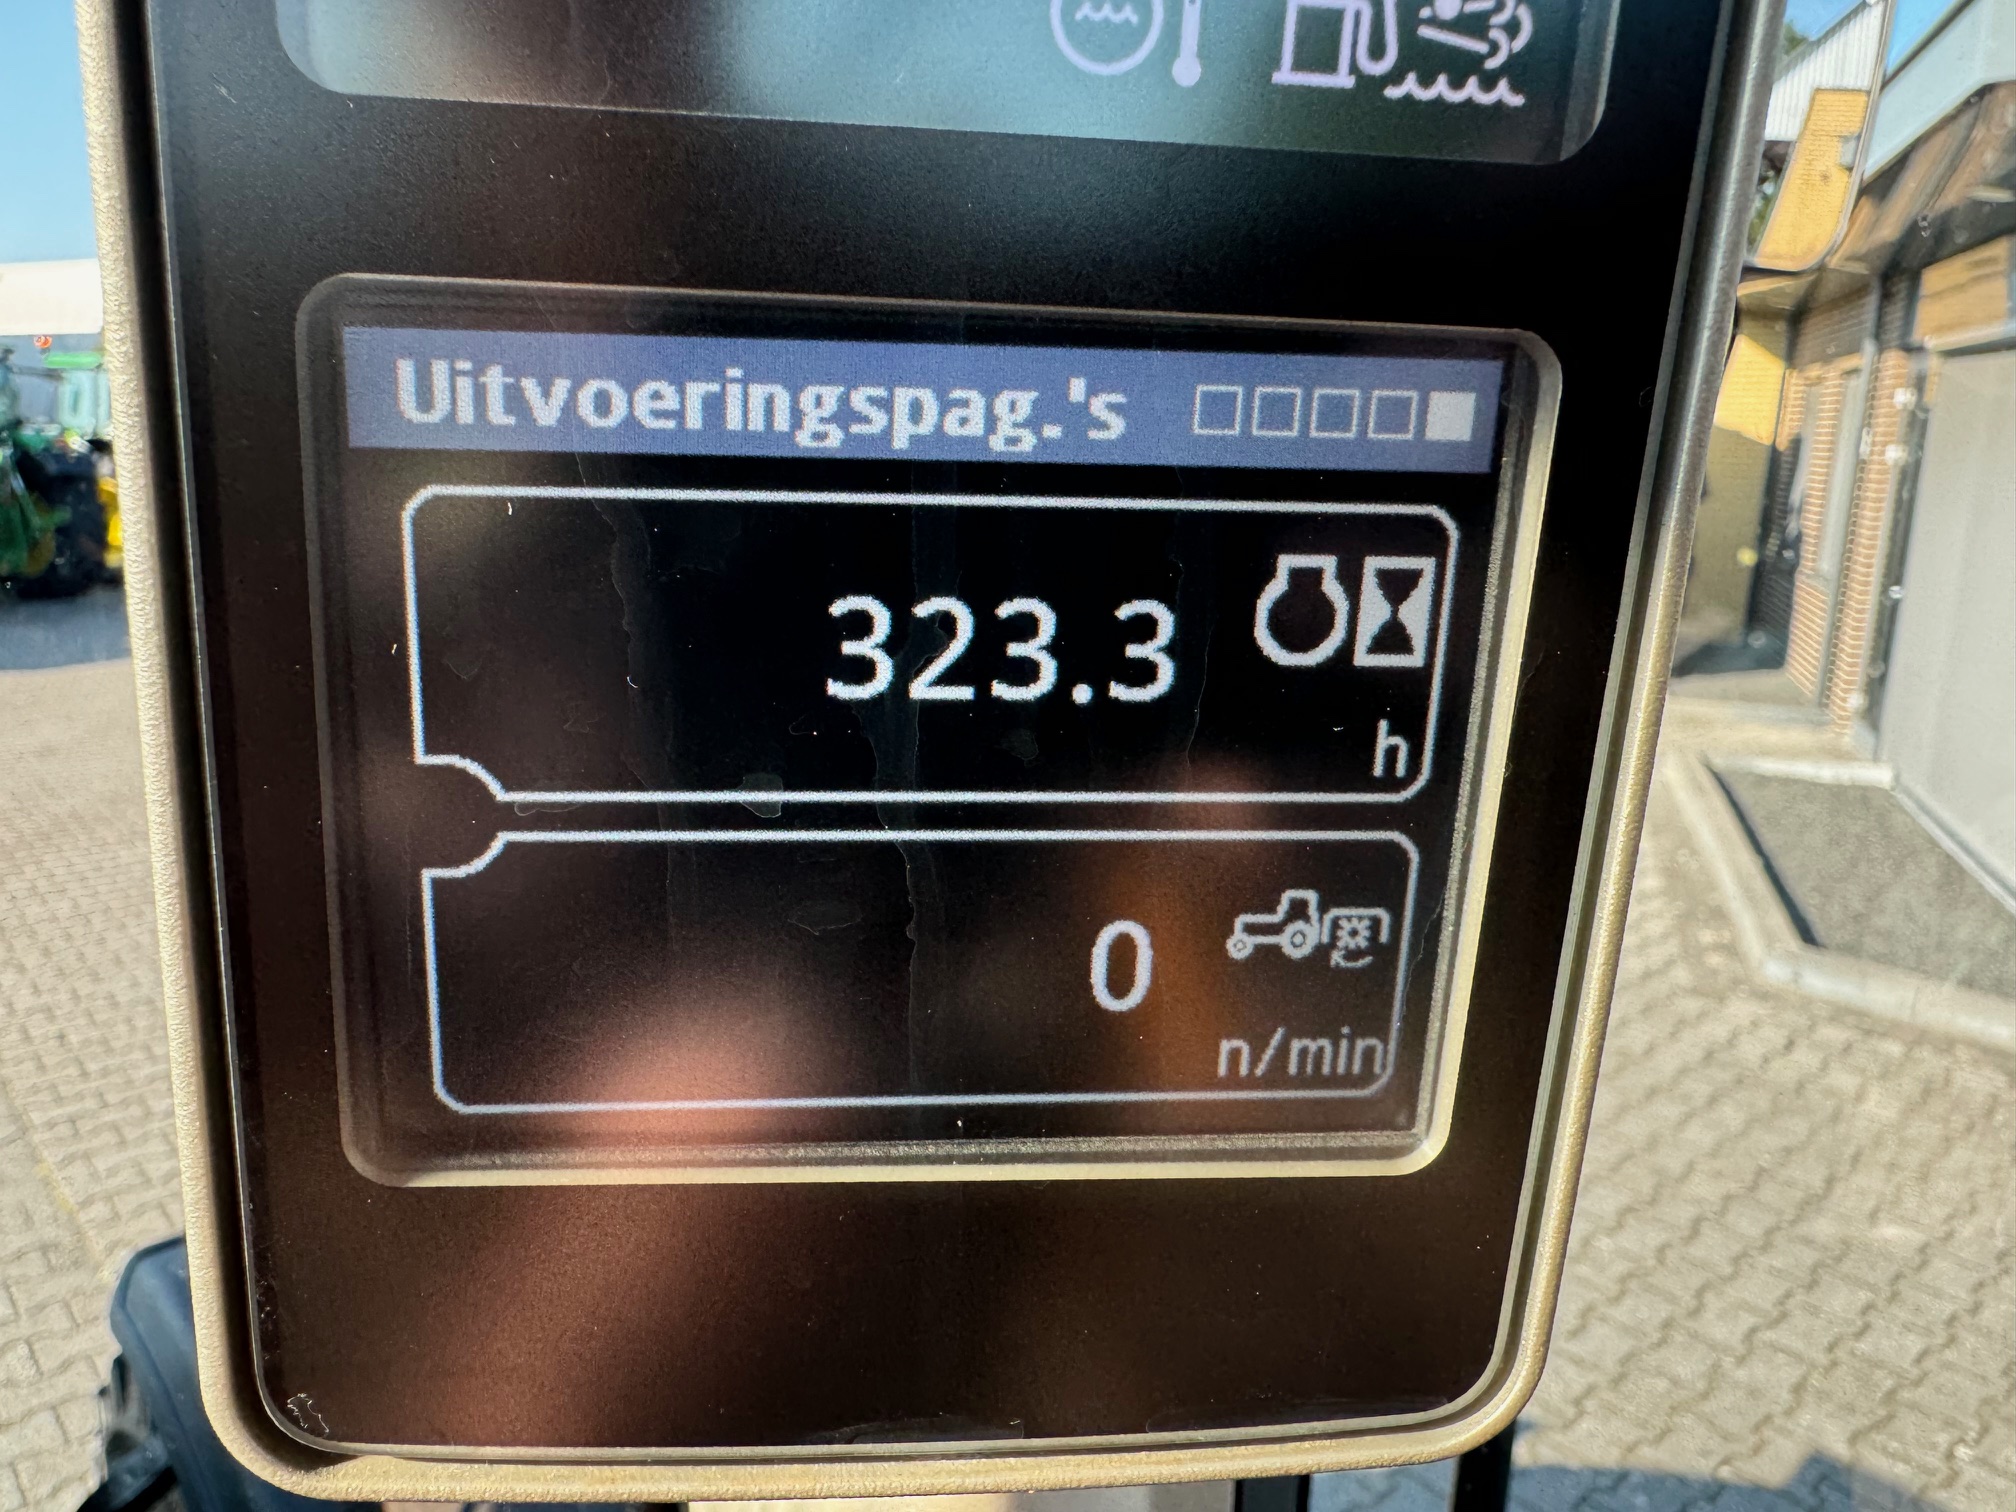 Uitvoeringspag.'s
323.3
h
0
n/min